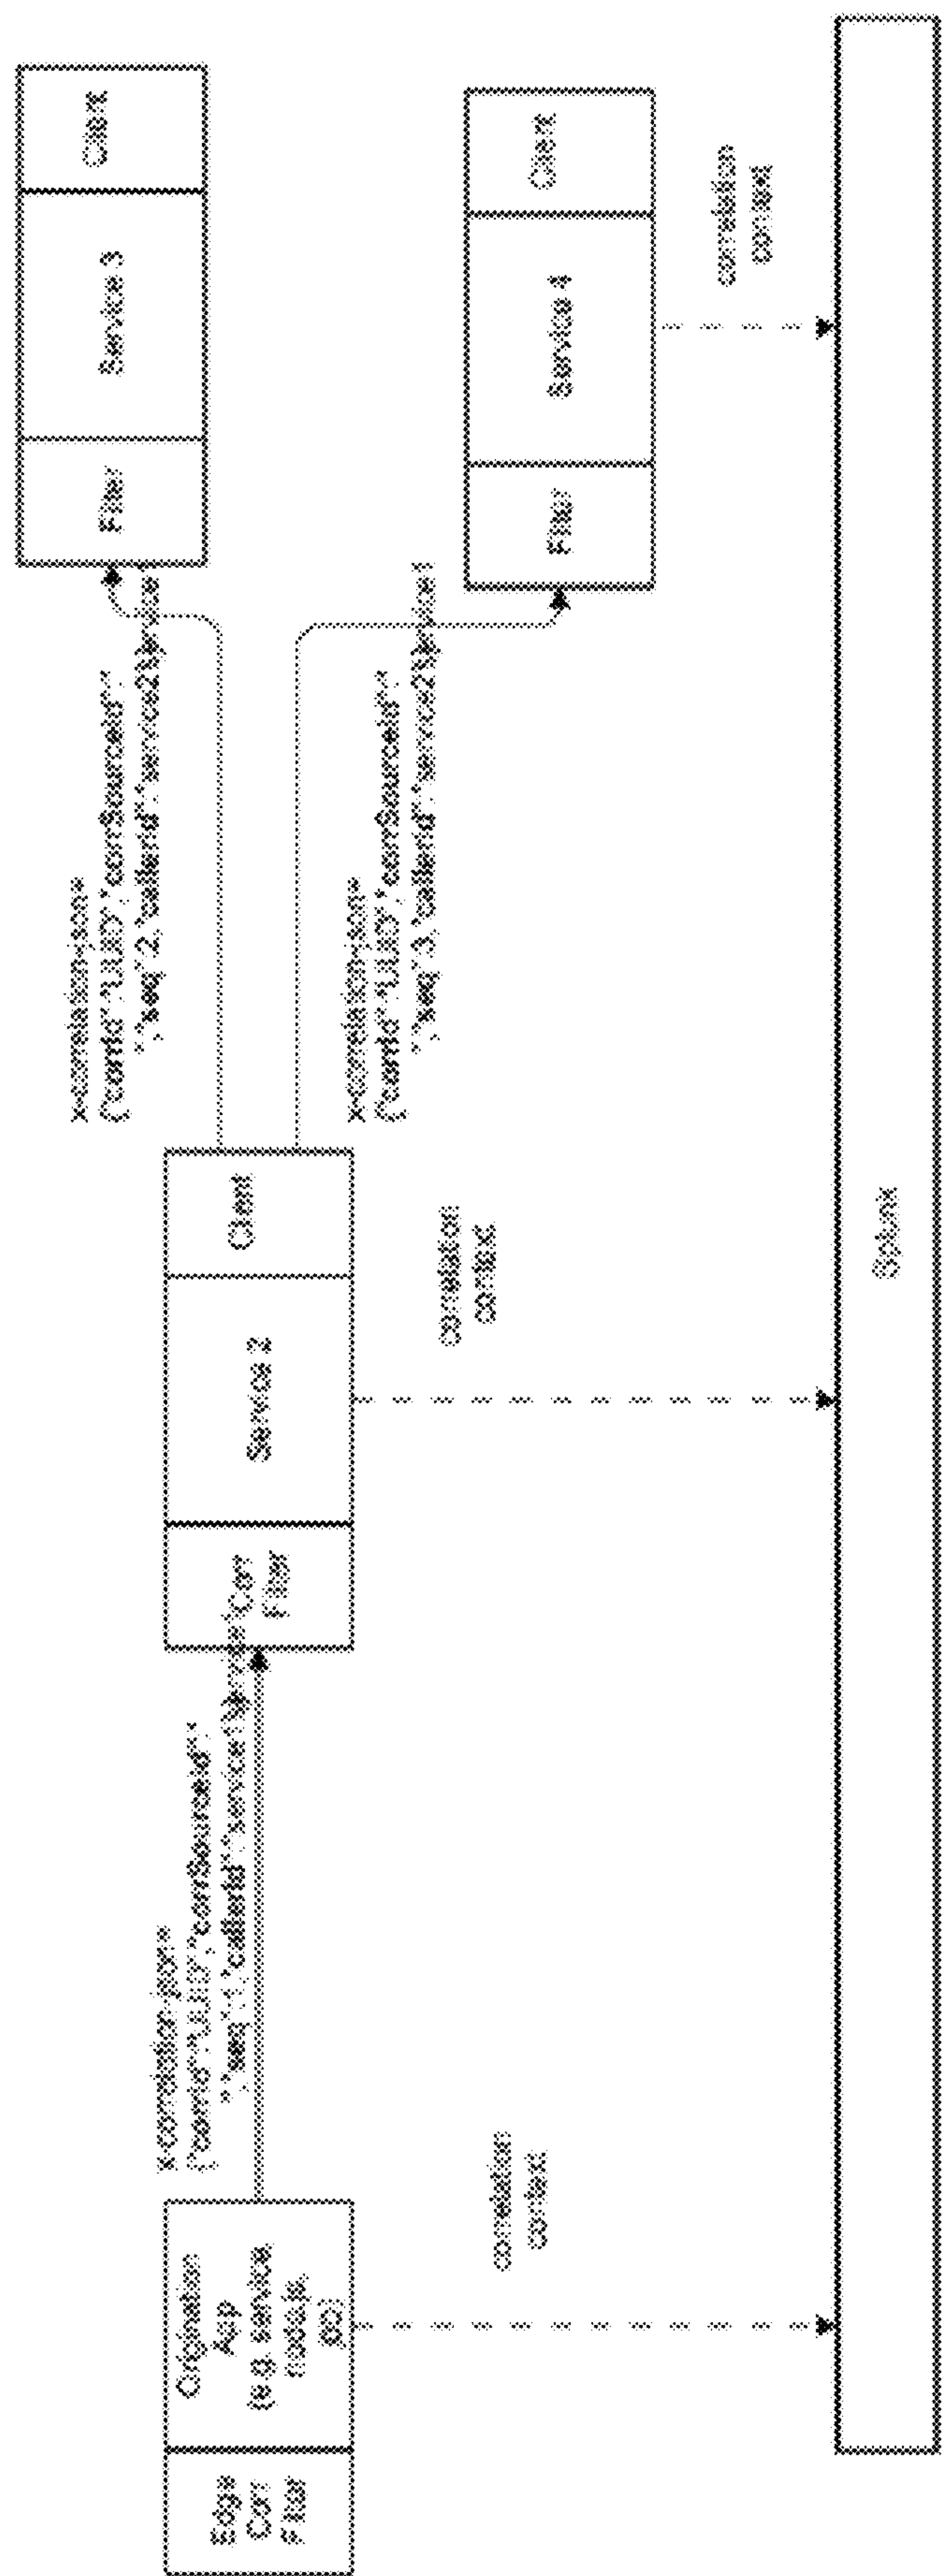 Edge
Corr
Filter
Origination
App
(e.g. service,
nodejs,
x-correlation-json=
{"corrId":"UUID","corrSourceId":"
","seq":1,"callerId":"service1
Corr
Filter
Service 2
Client
x-correlation-json=
{"corrId":"UUID","corrSourceId":"
","seq":2,"callerId":"service2
Filter
Service 3
Client
x-correlation-json=
{"corrId":"UUID","corrSourceId":"
","seq":3,"callerId":"service2
Filter
Service 4
Client
correlation
context
correlation
context
correlation
context
Splunk